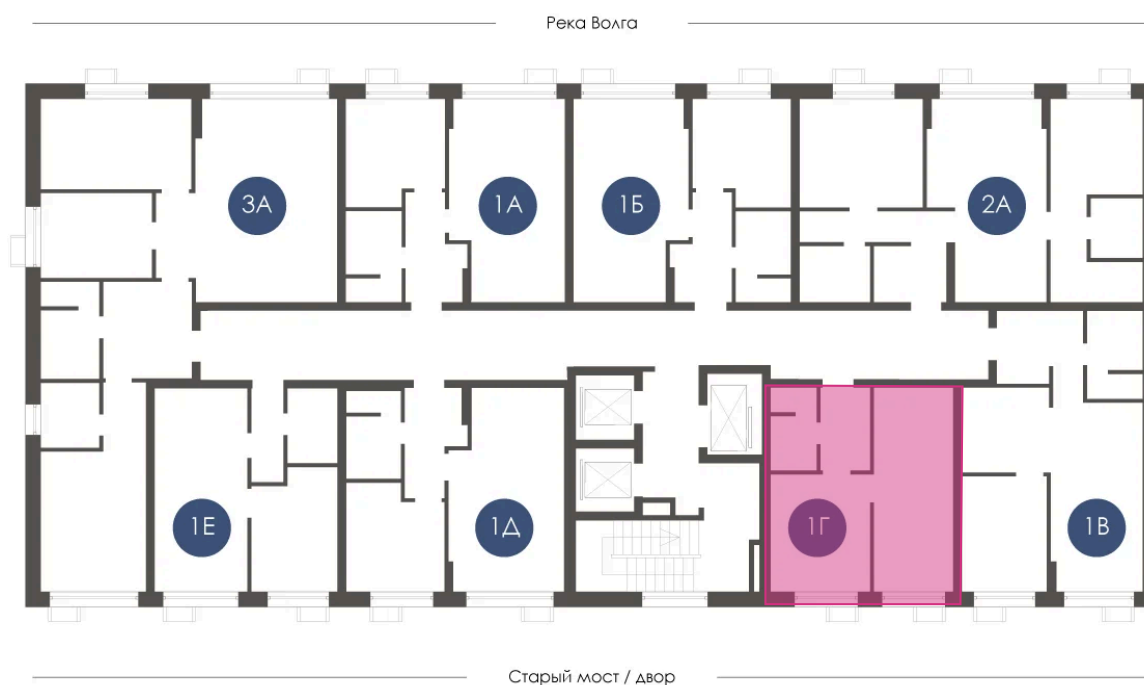 Река Волга
3А
1А
1Б
2А
1Е
1Д
1Г
1В
Старый мост / двор